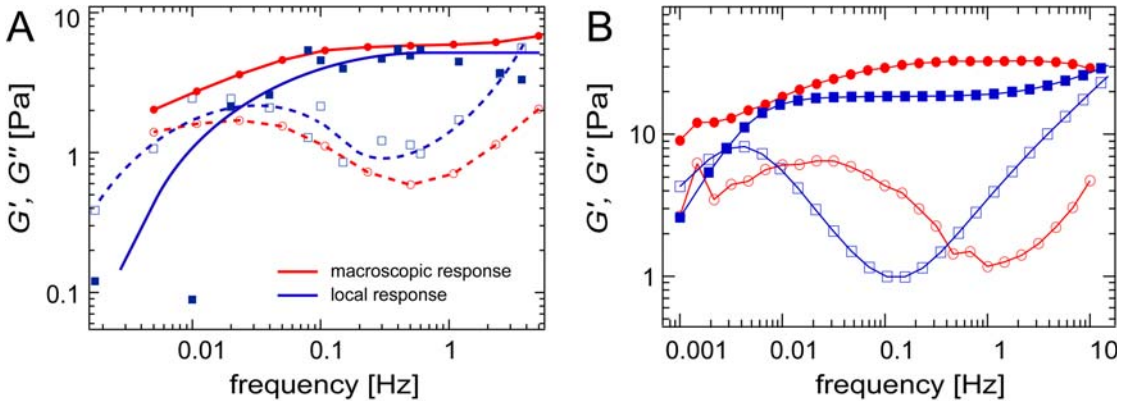 A
G′, G″ [Pa]
10
1
0.1
0.01
0.1
1
frequency [Hz]
macroscopic response
local response
B
G′, G″ [Pa]
10
1
0.001
0.01
0.1
1
10
frequency [Hz]